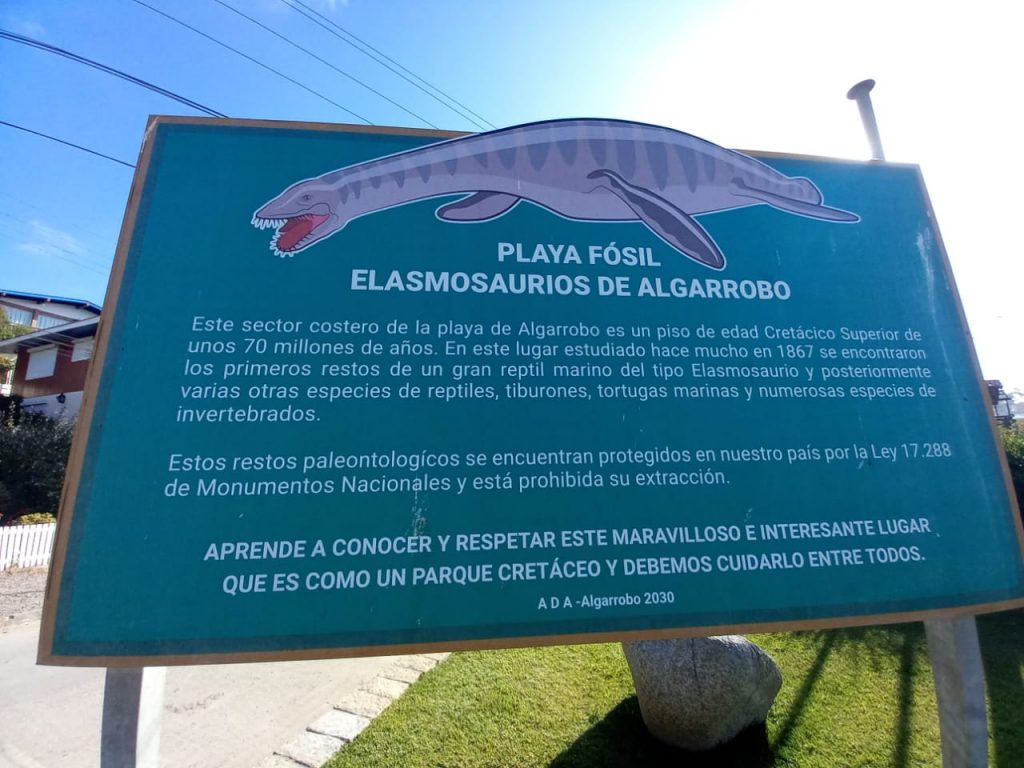 PLAYA FÓSIL
ELASMOSAURIOS DE ALGARROBO
Este sector costero de la playa de Algarrobo es un piso de edad Cretácico Superior de
unos 70 millones de años. En este lugar estudiado hace mucho en 1867 se encontraron
los primeros restos de un gran reptil marino del tipo Elasmosaurio y posteriormente
varias otras especies de reptiles, tiburones, tortugas marinas y numerosas especies de
invertebrados.
Estos restos paleontologícos se encuentran protegidos en nuestro país por la Ley 17.288
de Monumentos Nacionales y está prohibida su extracción.
APRENDE A CONOCER Y RESPETAR ESTE MARAVILLOSO E INTERESANTE LUGAR
QUE ES COMO UN PARQUE CRETÁCEO Y DEBEMOS CUIDARLO ENTRE TODOS.
A D A -Algarrobo 2030